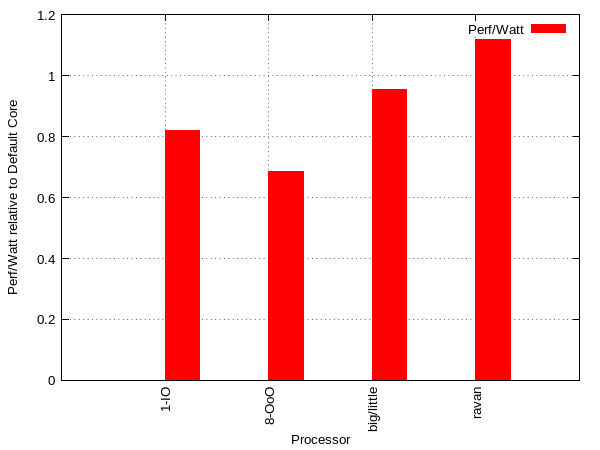 Perf/Watt
1.2
1
0.8
0.6
0.4
0.2
0
Perf/Watt relative to Default Core
1-IO
8-OoO
big/little
ravan
Processor